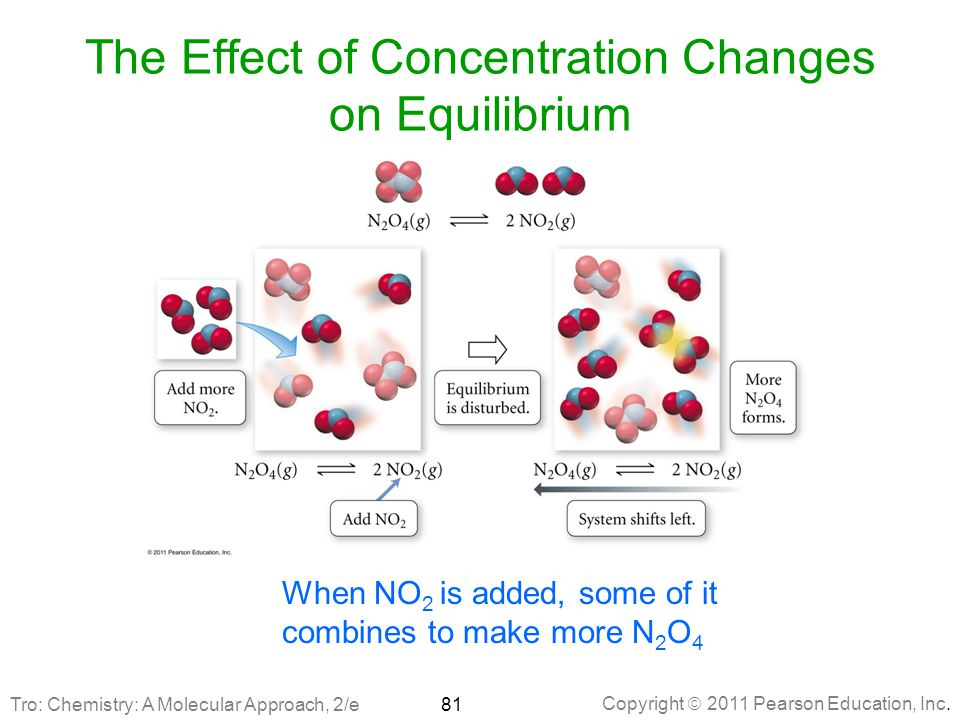 The Effect of Concentration Changes
on Equilibrium
N₂O₄(g) ⇌ 2 NO₂(g)
Add more
NO₂.
Equilibrium
is disturbed.
More
N₂O₄
forms.
N₂O₄(g) ⇌ 2 NO₂(g)
N₂O₄(g) ⇌ 2 NO₂(g)
Add NO₂
System shifts left.
© 2011 Pearson Education, Inc.
When NO₂ is added, some of it
combines to make more N₂O₄
Tro: Chemistry: A Molecular Approach, 2/e
81
Copyright © 2011 Pearson Education, Inc.